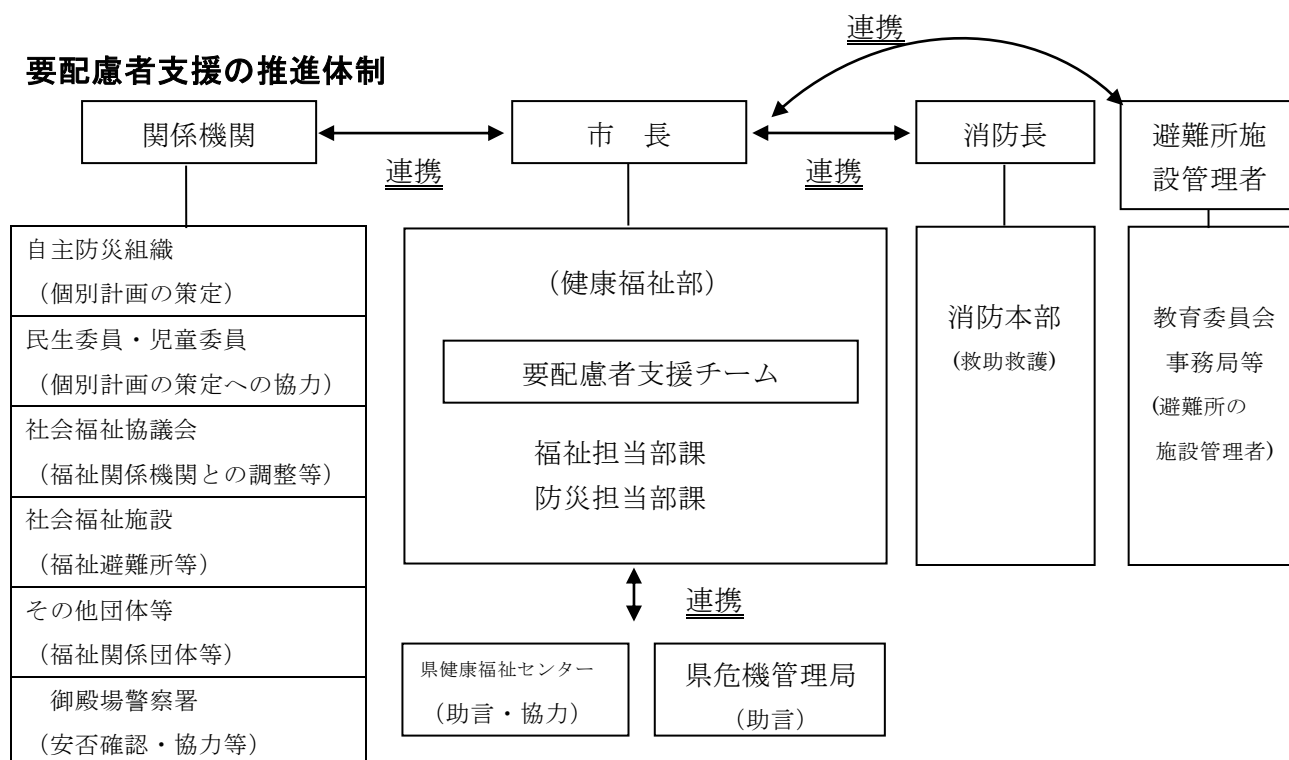 連携
要配慮者支援の推進体制
関係機関
連携
市　長
連携
消防長
避難所施
設管理者
自主防災組織
（個別計画の策定）
民生委員・児童委員
（個別計画の策定への協力）
社会福祉協議会
（福祉関係機関との調整等）
社会福祉施設
（福祉避難所等）
その他団体等
（福祉関係団体等）
御殿場警察署
（安否確認・協力等）
（健康福祉部）
要配慮者支援チーム
福祉担当部課
防災担当部課
消防本部
(救助救護)
教育委員会
事務局等
(避難所の
施設管理者)
連携
県健康福祉センター
（助言・協力）
県危機管理局
（助言）